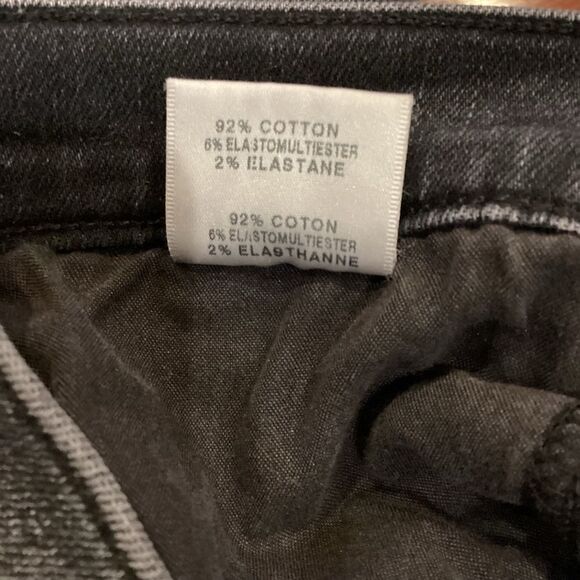 92% COTTON
6% ELASTOMULTIESTER
2% ELASTANE
92% COTON
6% ELASTOMULTIESTER
2% ELASTHANNE